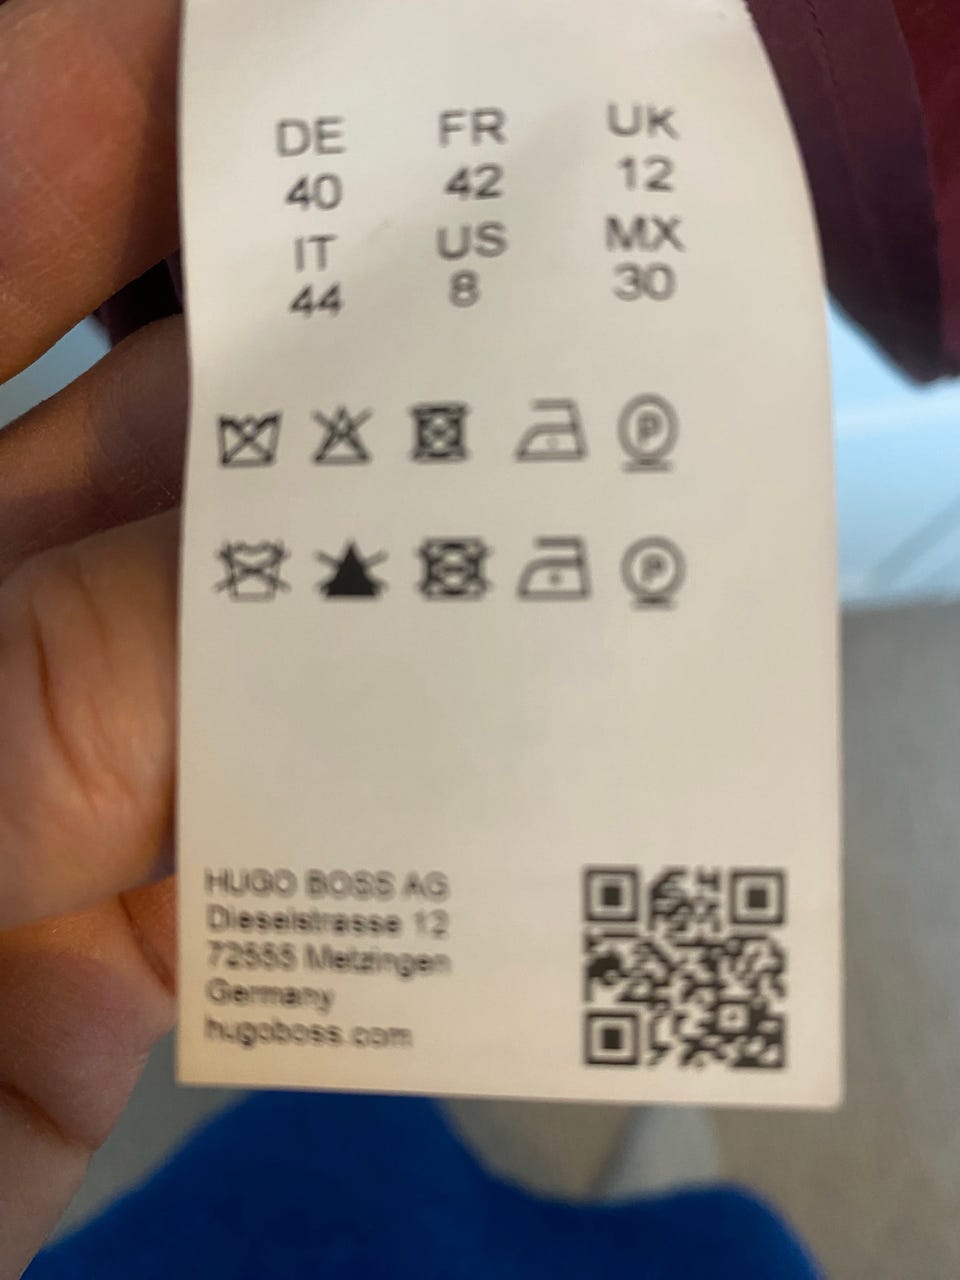 DE FR UK
40 42 12
IT US MX
44 8 30
P
P
HUGO BOSS AG
Dieselstrasse 12
72555 Metzingen
Germany
hugoboss.com